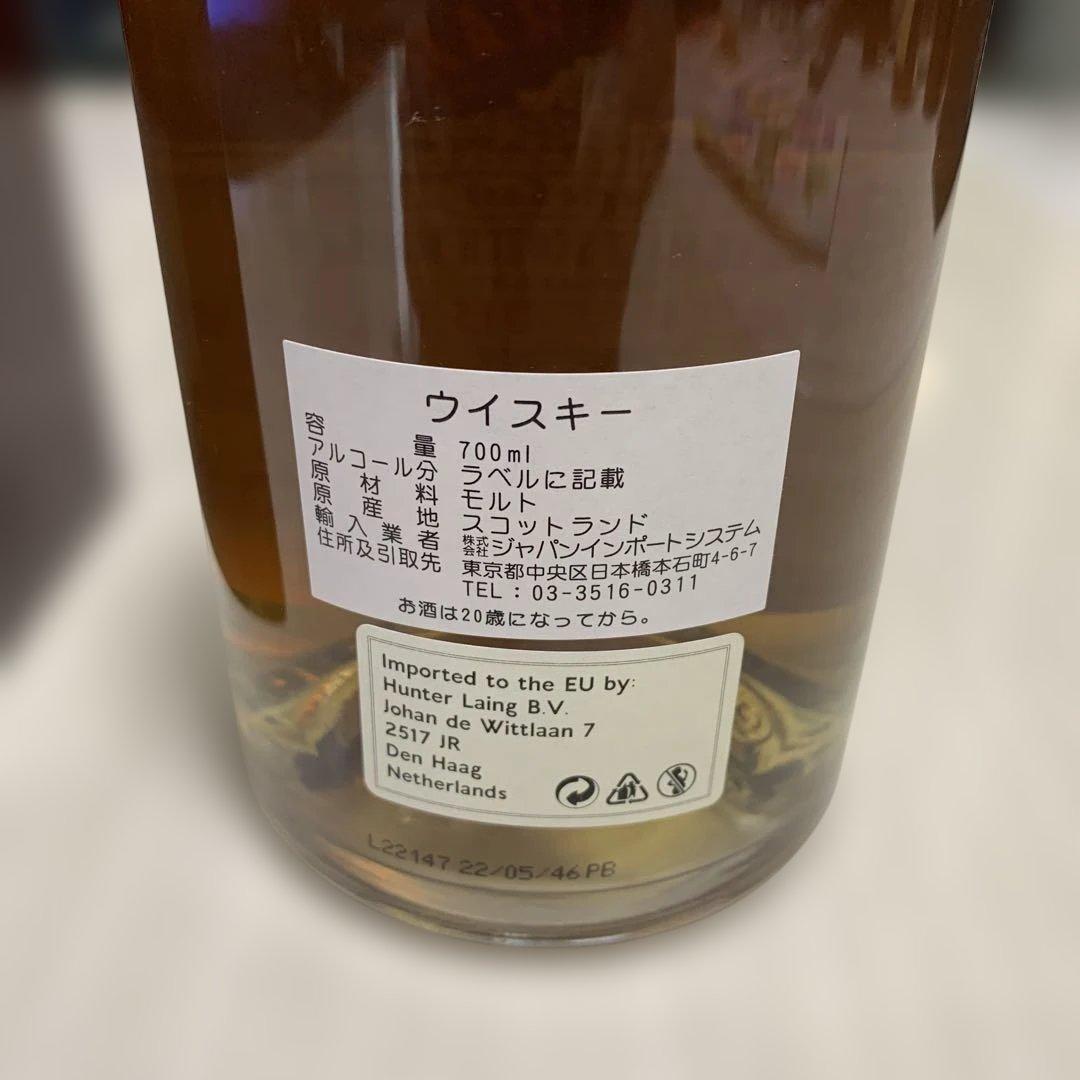 ウイスキー
容量 700ml
アルコール分 ラベルに記載
原材料 モルト
原産地 スコットランド
輸入業者 株式会社ジャパンインポートシステム
住所及引取先 東京都中央区日本橋本石町4-6-7
TEL：03-3516-0311
お酒は20歳になってから。
Imported to the EU by:
Hunter Laing B.V.
Johan de Wittlaan 7
2517 JR
Den Haag
Netherlands
L22147 22/05/46 PB